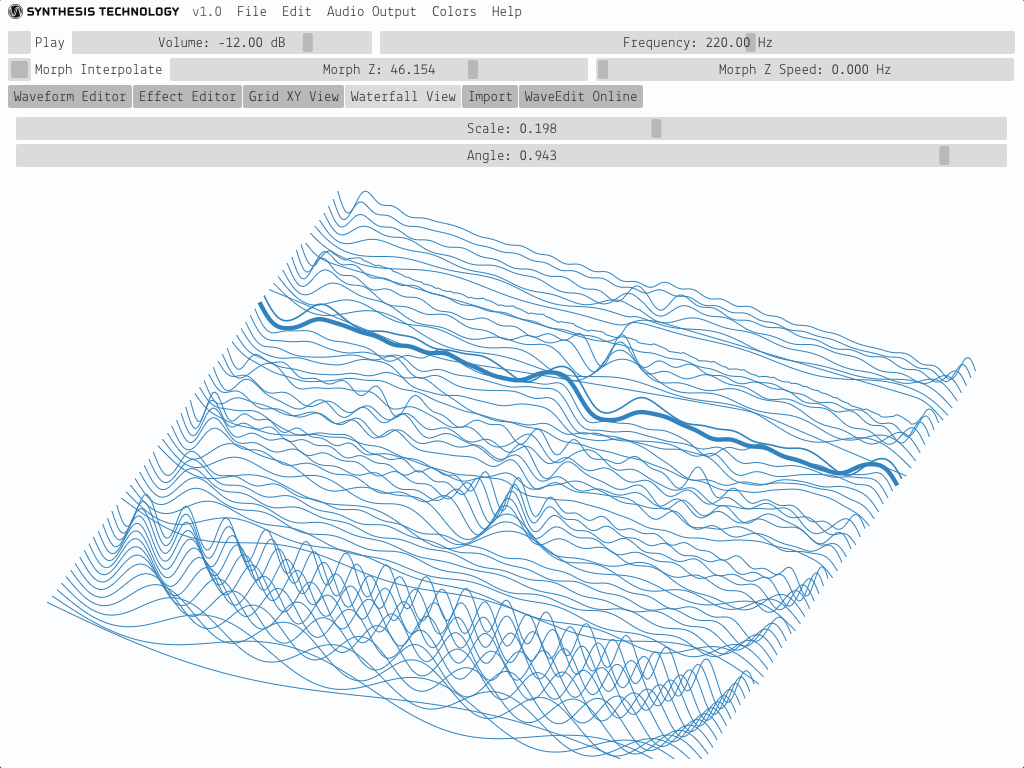 SYNTHESIS TECHNOLOGY v1.0 File Edit Audio Output Colors Help
Play Volume: -12.00 dB Frequency: 220.00 Hz
Morph Interpolate Morph Z: 46.154 Morph Z Speed: 0.000 Hz
Waveform Editor Effect Editor Grid XY View Waterfall View Import WaveEdit Online
Scale: 0.198
Angle: 0.943